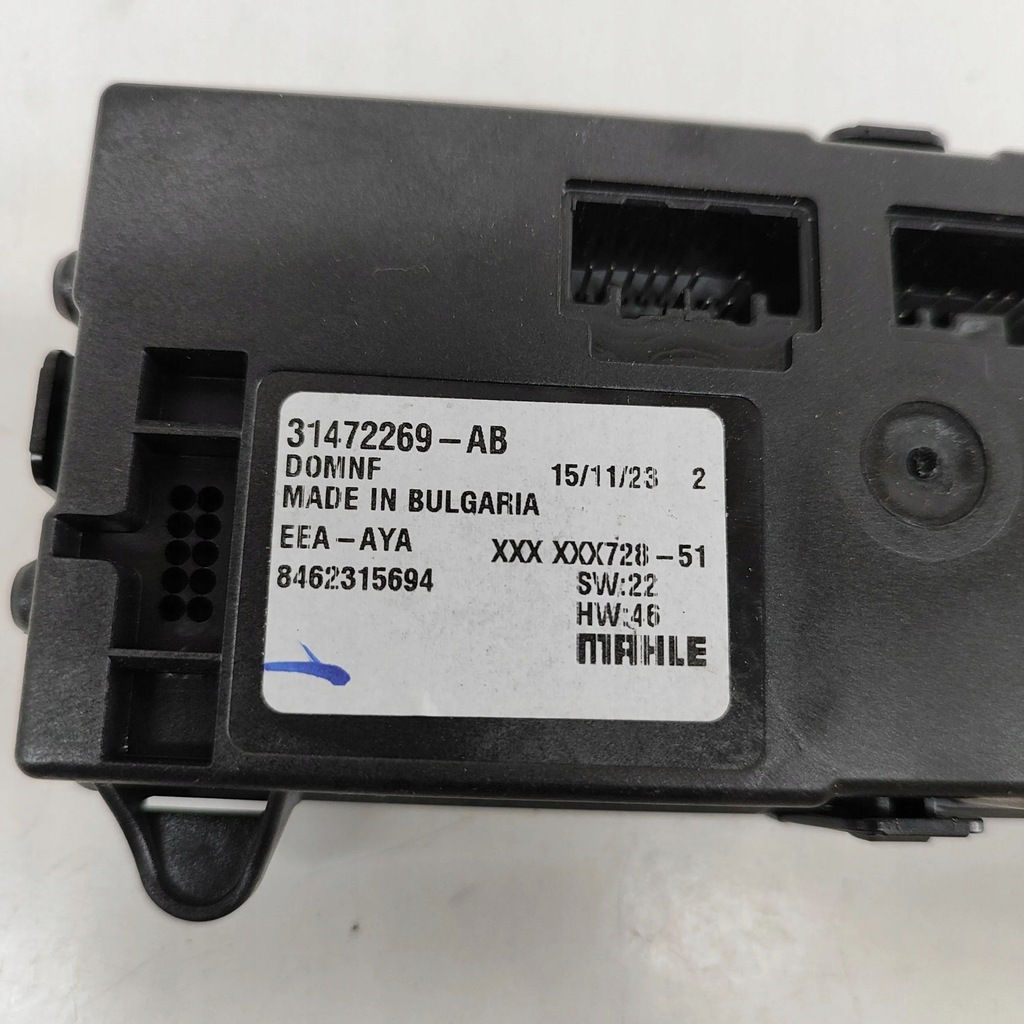 31472269-AB
DOMNF 15/11/23 2
MADE IN BULGARIA
EEA-AYA XXX XXX728-51
8462315694 SW:22
HW:46
MAHLE